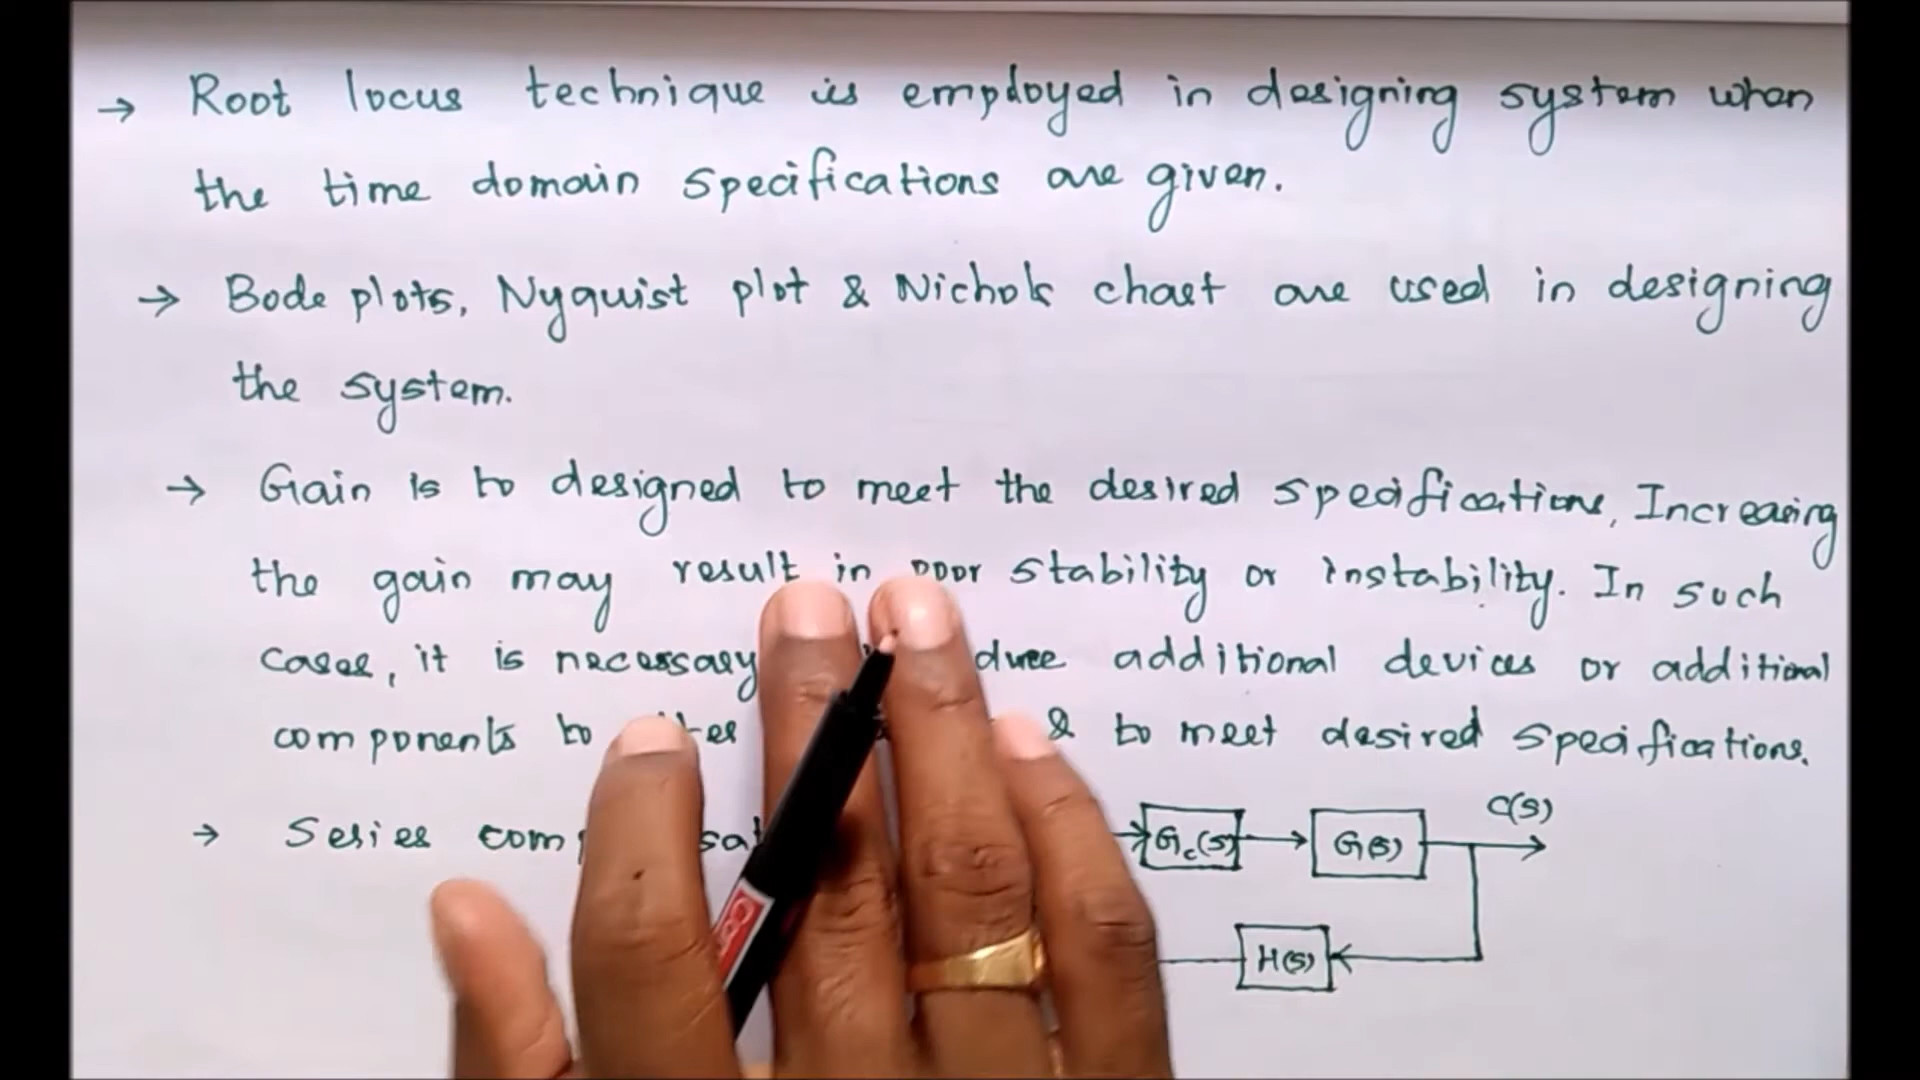 → Root locus technique is employed in designing system when
the time domain specifications are given.
→ Bode plots, Nyquist plot & Nichols chart are used in designing
the system.
→ Gain is to designed to meet the desired specifications, Increasing
the gain may result in poor stability or instability. In such
cases, it is necessary additional devices or additional
components to & to meet desired specifications.
→ Series
Gc(s) G(s) C(s)
H(s)